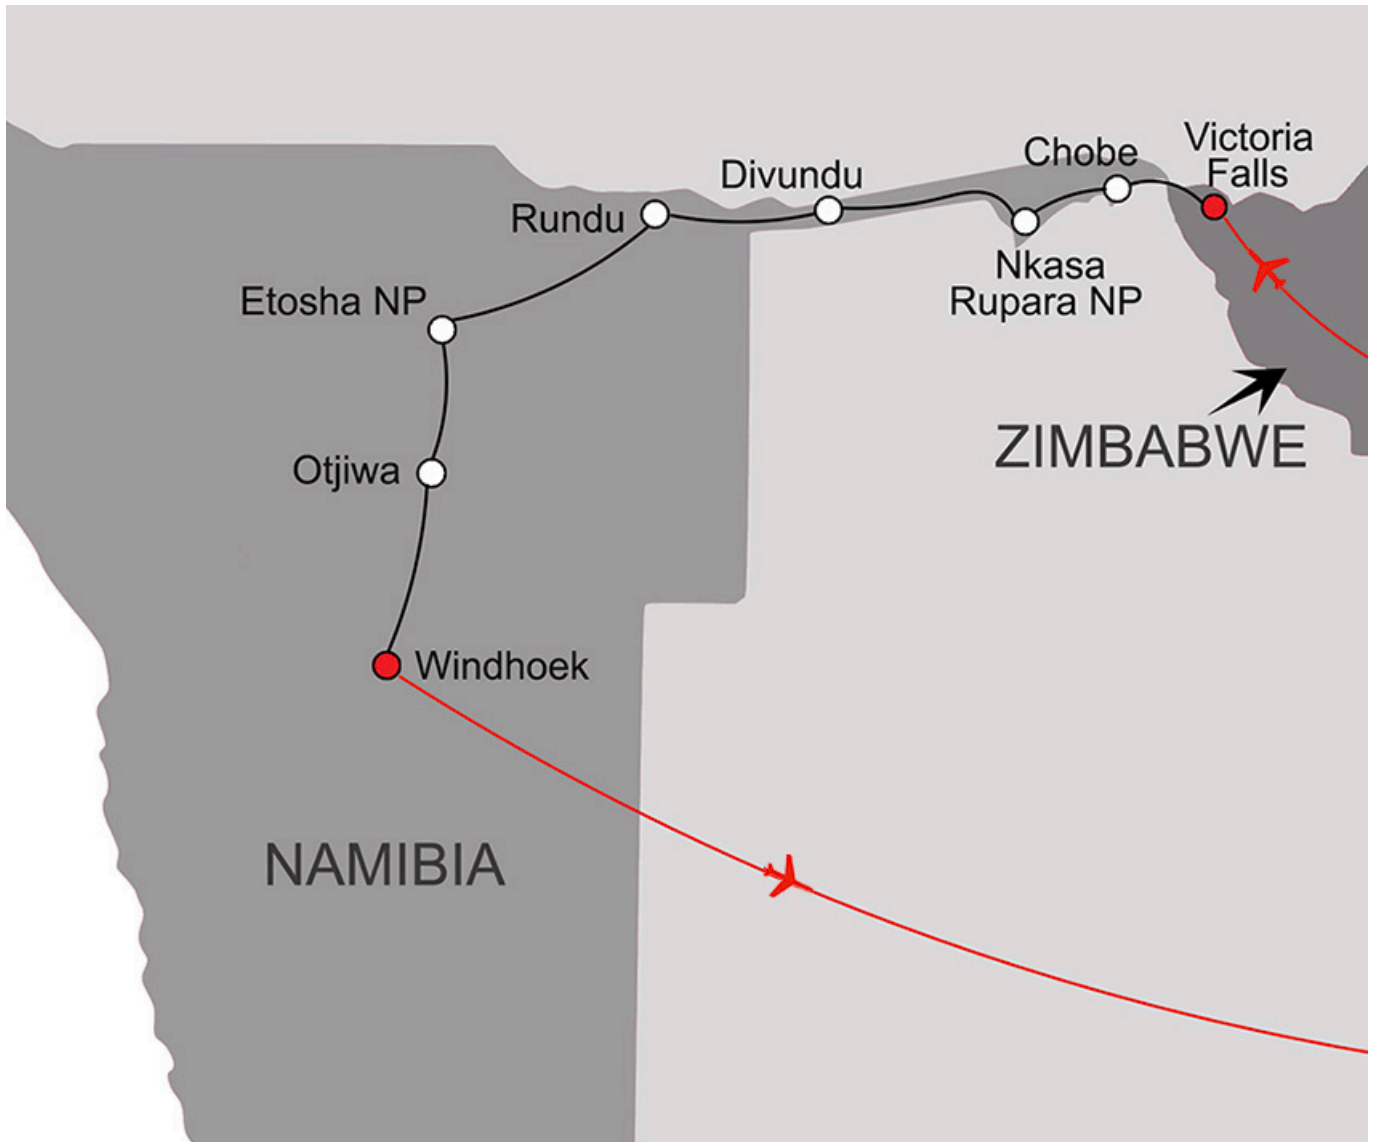 Victoria
Falls
Chobe
Divundu
Rundu
Nkasa
Rupara NP
Etosha NP
ZIMBABWE
Otjiwa
Windhoek
NAMIBIA